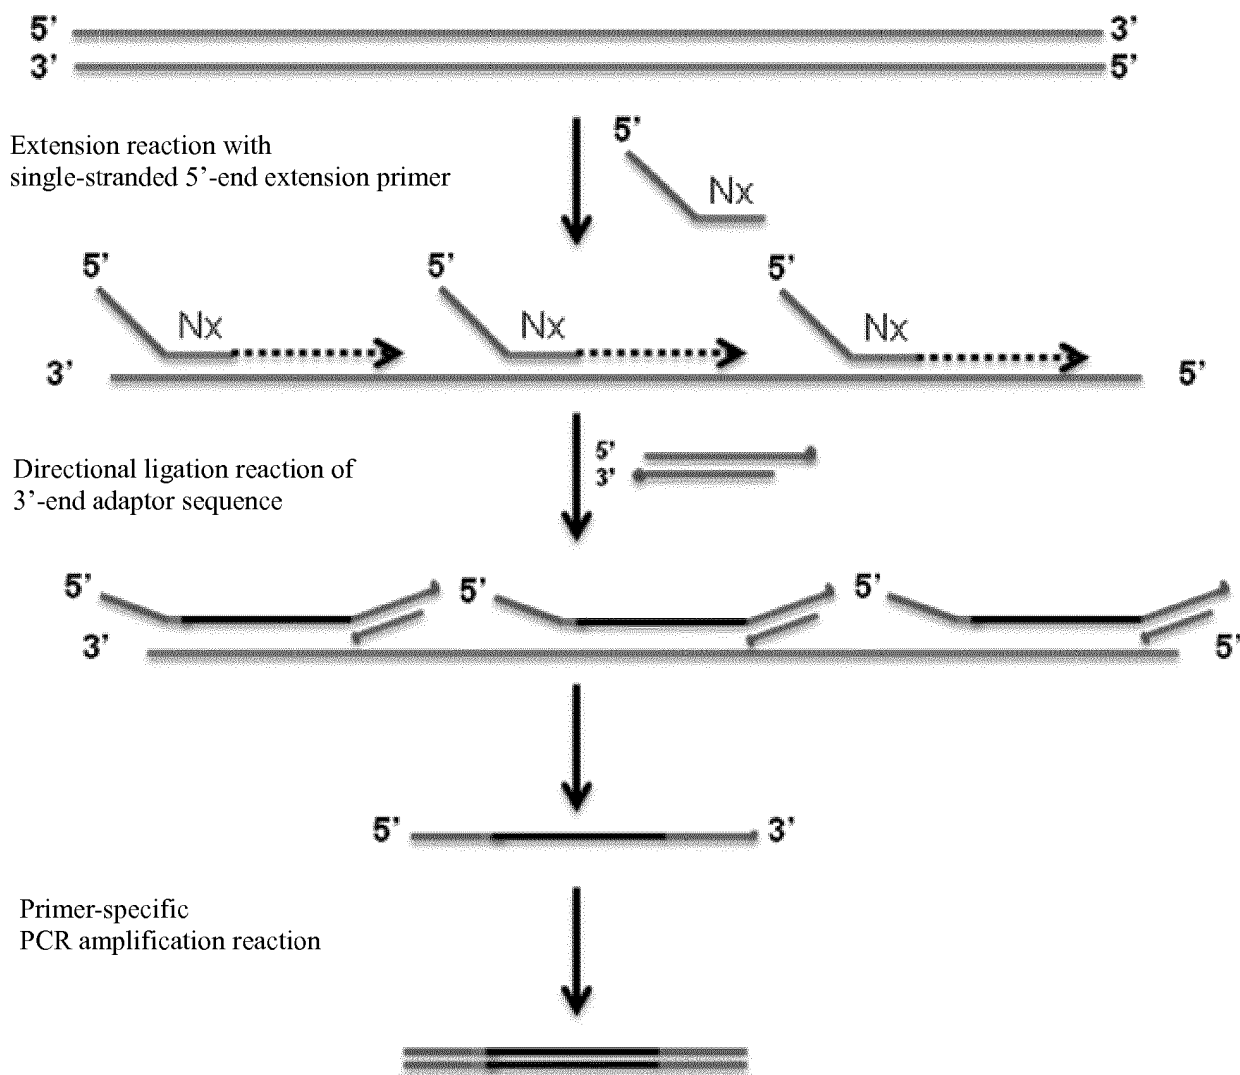 5’ 3’
3’ 5’
5’
Extension reaction with
single-stranded 5’-end extension primer
Nx
5’ 5’ 5’
Nx Nx Nx
3’ 5’
5’
3’
Directional ligation reaction of
3’-end adaptor sequence
5’ 5’ 5’
3’ 5’
5’ 3’
Primer-specific
PCR amplification reaction